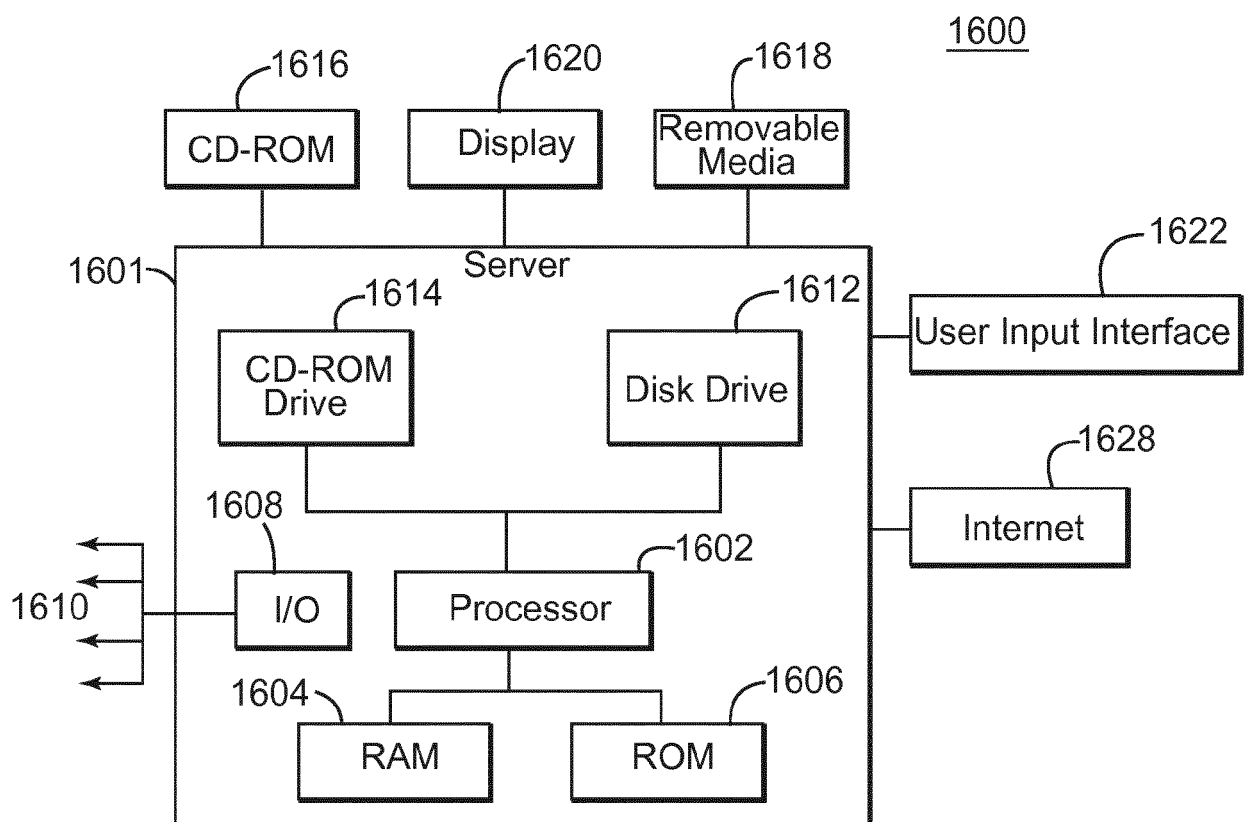 1600
1616
1620
1618
CD-ROM
Display
Removable
Media
1601
Server
1622
User Input Interface
1614
1612
CD-ROM
Drive
Disk Drive
1628
Internet
1608
1602
1610
I/O
Processor
1604
1606
RAM
ROM